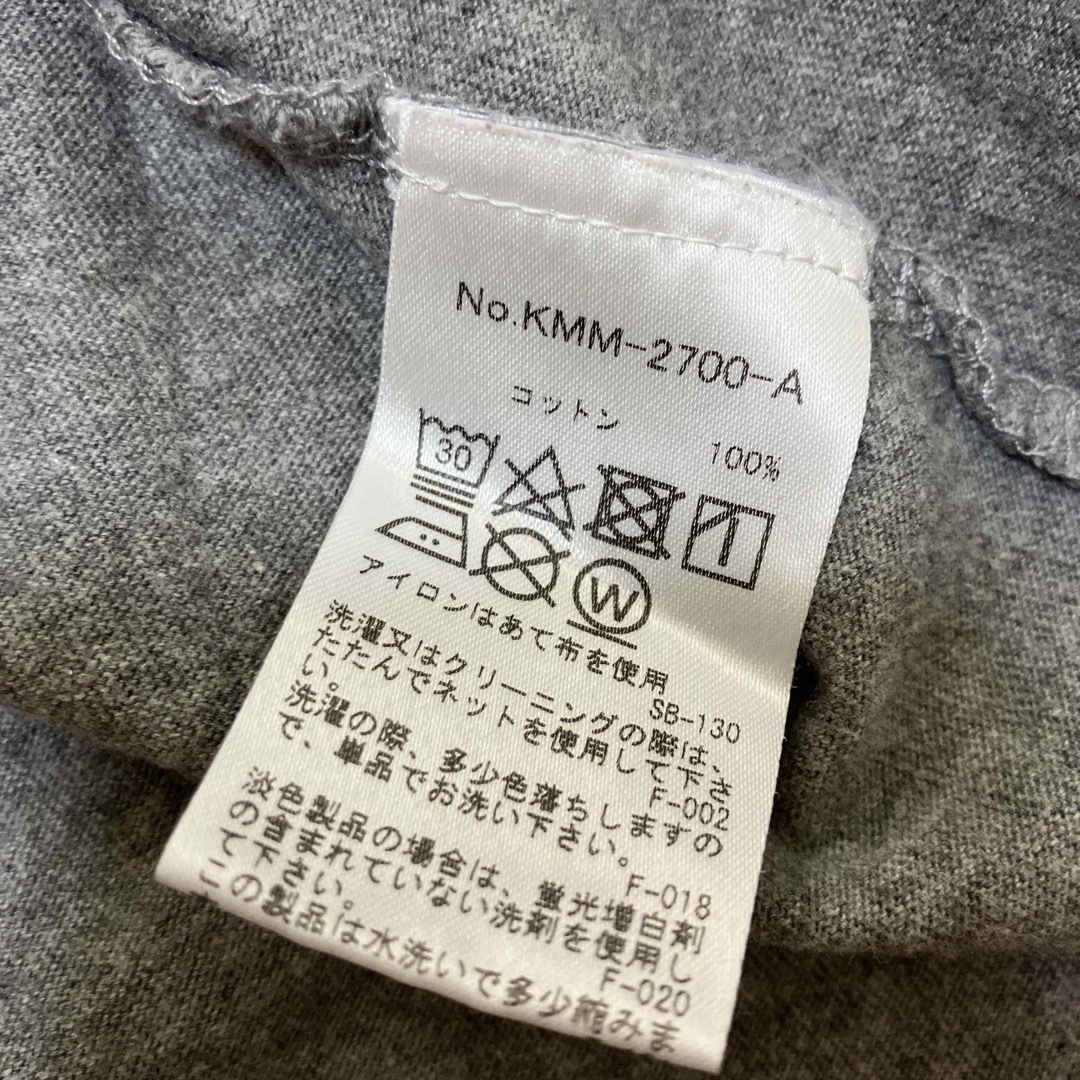 No.KMM-2700-A
コットン 100%
30
W
アイロンはあて布を使用
SB-130
洗濯又はクリーニングの際は、
たたんでネットを使用して下さ
い。
F-002
洗濯の際、多少色落ちしますの
で、単品でお洗い下さい。
F-018
淡色製品の場合は、蛍光増白剤
の含まれていない洗剤を使用し
て下さい。
F-020
この製品は水洗いで多少縮みま